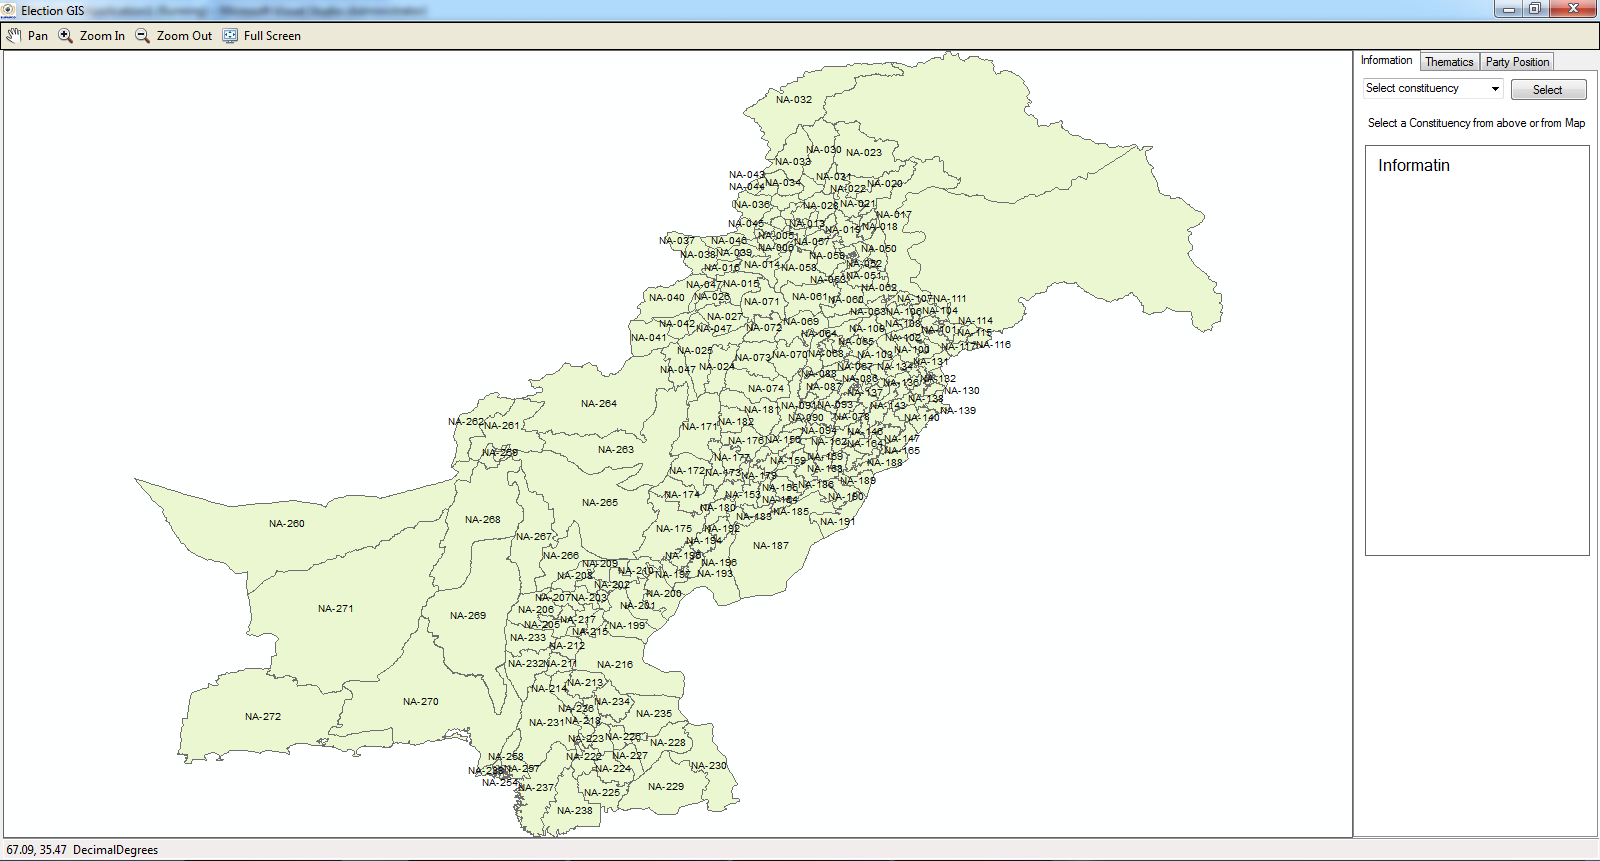 Election GIS
Pan Zoom In Zoom Out Full Screen
Information Thematics Party Position
Select constituency Select
Select a Constituency from above or from Map
Informatin
NA-032
NA-030 NA-023
NA-033
NA-043 NA-034 NA-031 NA-020
NA-044 NA-022
NA-036 NA-028 NA-021
NA-017
NA-045 NA-013 NA-019 NA-018
NA-037 NA-046 NA-005 NA-057
NA-038 NA-039 NA-006 NA-059 NA-050
NA-016 NA-014 NA-058 NA-052
NA-047 NA-015 NA-053 NA-051
NA-062
NA-040 NA-026 NA-071 NA-061 NA-060 NA-107 NA-111
NA-063 NA-106 NA-104
NA-042 NA-027 NA-069 NA-109 NA-108 NA-114
NA-047 NA-072 NA-064 NA-101 NA-115
NA-041 NA-065 NA-102 NA-117 NA-116
NA-025 NA-073 NA-070 NA-068 NA-103 NA-100
NA-047 NA-024 NA-067 NA-134 NA-131
NA-088 NA-086 NA-136 NA-132
NA-074 NA-087 NA-137 NA-130
NA-264 NA-181 NA-091 NA-093 NA-143 NA-138 NA-139
NA-262 NA-261 NA-171 NA-182 NA-090 NA-078 NA-140
NA-094 NA-146
NA-263 NA-176 NA-156 NA-162 NA-164 NA-147
NA-259 NA-177 NA-159 NA-169 NA-165
NA-172 NA-173 NA-179 NA-168 NA-188
NA-265 NA-174 NA-153 NA-155 NA-186 NA-189
NA-180 NA-154 NA-190
NA-260 NA-268 NA-183 NA-185 NA-191
NA-267 NA-175 NA-192
NA-194 NA-187
NA-266 NA-198 NA-196
NA-209 NA-210 NA-197 NA-193
NA-208 NA-202 NA-200
NA-271 NA-207 NA-203 NA-201
NA-269 NA-206 NA-217
NA-205 NA-215 NA-199
NA-233 NA-212
NA-232 NA-211 NA-216
NA-214 NA-213
NA-272 NA-270 NA-236 NA-234
NA-231 NA-218 NA-235
NA-223 NA-226 NA-228
NA-258 NA-222 NA-227
NA-257 NA-224 NA-230
NA-254 NA-237 NA-225 NA-229
NA-238
67.09, 35.47 DecimalDegrees